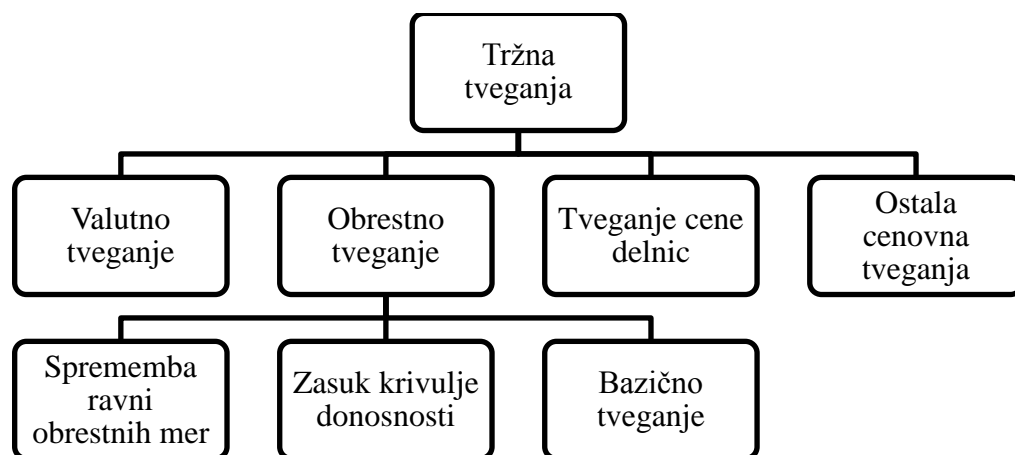 Tržna
tveganja
Valutno
tveganje
Obrestno
tveganje
Tveganje cene
delnic
Ostala
cenovna
tveganja
Sprememba
ravni
obrestnih mer
Zasuk krivulje
donosnosti
Bazično
tveganje